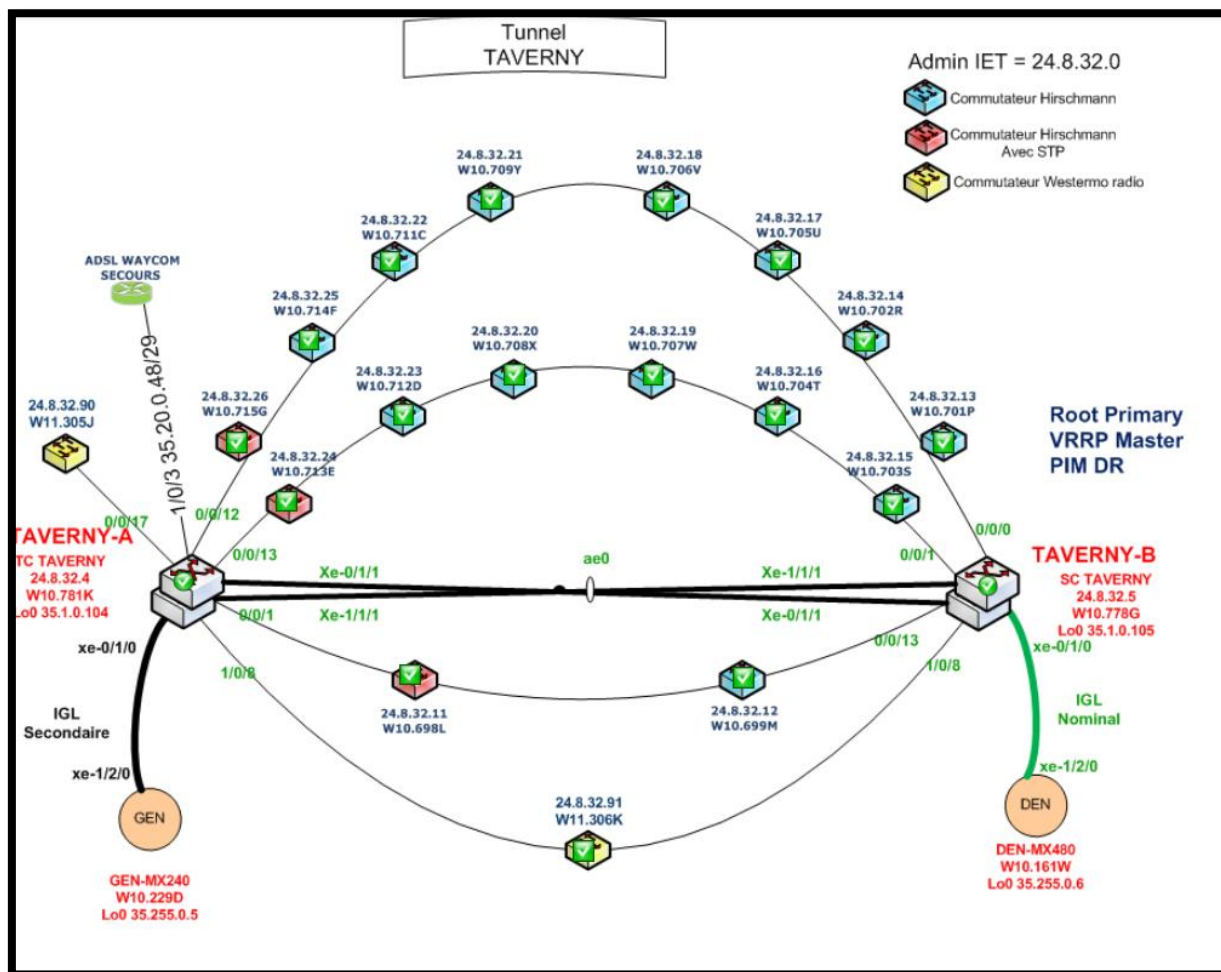 Tunnel
TAVERNY
Admin IET = 24.8.32.0
Commutateur Hirschmann
Commutateur Hirschmann
Avec STP
Commutateur Westermo radio
24.8.32.21
W10.709Y
24.8.32.18
W10.706V
24.8.32.22
W10.711C
24.8.32.17
W10.705U
ADSL WAYCOM
SECOURS
24.8.32.25
W10.714F
24.8.32.14
W10.702R
24.8.32.20
W10.708X
24.8.32.19
W10.707W
24.8.32.23
W10.712D
24.8.32.16
W10.704T
24.8.32.26
W10.715G
24.8.32.13
W10.701P
24.8.32.90
W11.305J
1/0/3 35.20.0.48/29
24.8.32.24
W10.713E
24.8.32.15
W10.703S
Root Primary
VRRP Master
PIM DR
0/0/17
0/0/12
0/0/13
0/0/0
0/0/1
TAVERNY-A
TC TAVERNY
24.8.32.4
W10.781K
Lo0 35.1.0.104
ae0
Xe-0/1/1
Xe-1/1/1
Xe-1/1/1
Xe-0/1/1
TAVERNY-B
SC TAVERNY
24.8.32.5
W10.778G
Lo0 35.1.0.105
0/0/1
0/0/13
1/0/8
1/0/8
xe-0/1/0
xe-0/1/0
24.8.32.11
W10.698L
24.8.32.12
W10.699M
IGL
Secondaire
IGL
Nominal
xe-1/2/0
xe-1/2/0
GEN
24.8.32.91
W11.306K
DEN
GEN-MX240
W10.229D
Lo0 35.255.0.5
DEN-MX480
W10.161W
Lo0 35.255.0.6